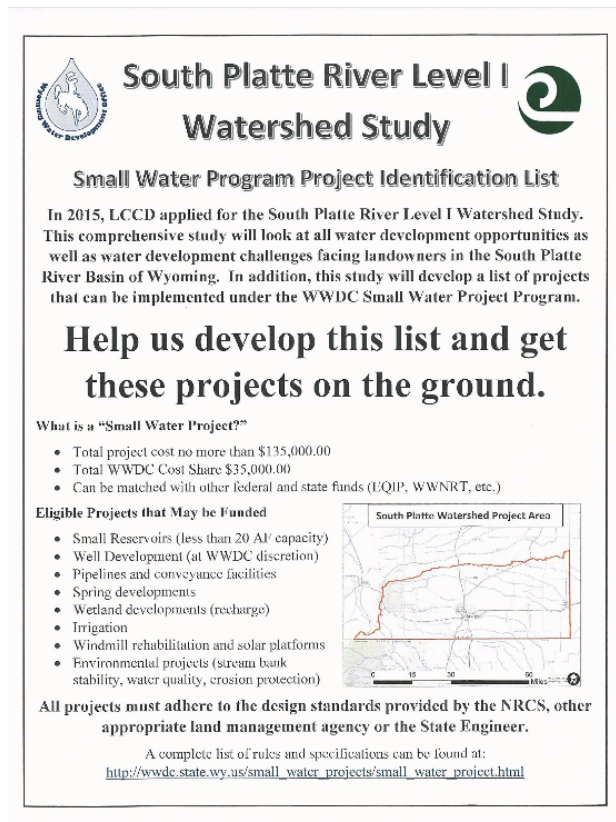 South Platte River Level I
Watershed Study
Wyoming Water Development Office
Small Water Program Project Identification List
In 2015, LCCD applied for the South Platte River Level I Watershed Study.
This comprehensive study will look at all water development opportunities as
well as water development challenges facing landowners in the South Platte
River Basin of Wyoming. In addition, this study will develop a list of projects
that can be implemented under the WWDC Small Water Project Program.
Help us develop this list and get
these projects on the ground.
What is a “Small Water Project?”
• Total project cost no more than $135,000.00
• Total WWDC Cost Share $35,000.00
• Can be matched with other federal and state funds (EQIP, WWNRT, etc.)
Eligible Projects that May be Funded
• Small Reservoirs (less than 20 AF capacity)
• Well Development (at WWDC discretion)
• Pipelines and conveyance facilities
• Spring developments
• Wetland developments (recharge)
• Irrigation
• Windmill rehabilitation and solar platforms
• Environmental projects (stream bank
stability, water quality, erosion protection)
South Platte Watershed Project Area
0 15 30 60
Miles
All projects must adhere to the design standards provided by the NRCS, other
appropriate land management agency or the State Engineer.
A complete list of rules and specifications can be found at:
http://wwdc.state.wy.us/small_water_projects/small_water_project.html